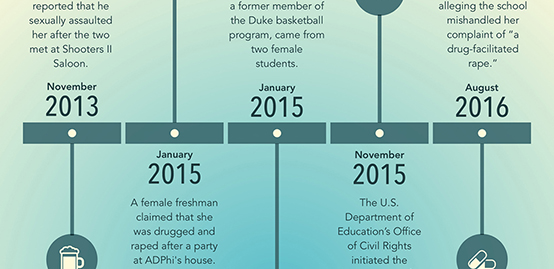 reported that he
sexually assaulted
her after the two
met at Shooters II
Saloon.
November
2013
January
2015
A female freshman
claimed that she
was drugged and
raped after a party
at ADPhi's house.
a former member of
the Duke basketball
program, came from
two female
students.
January
2015
November
2015
The U.S.
Department of
Education's Office
of Civil Rights
initiated the
alleging the school
mishandled her
complaint of "a
drug-facilitated
rape."
August
2016